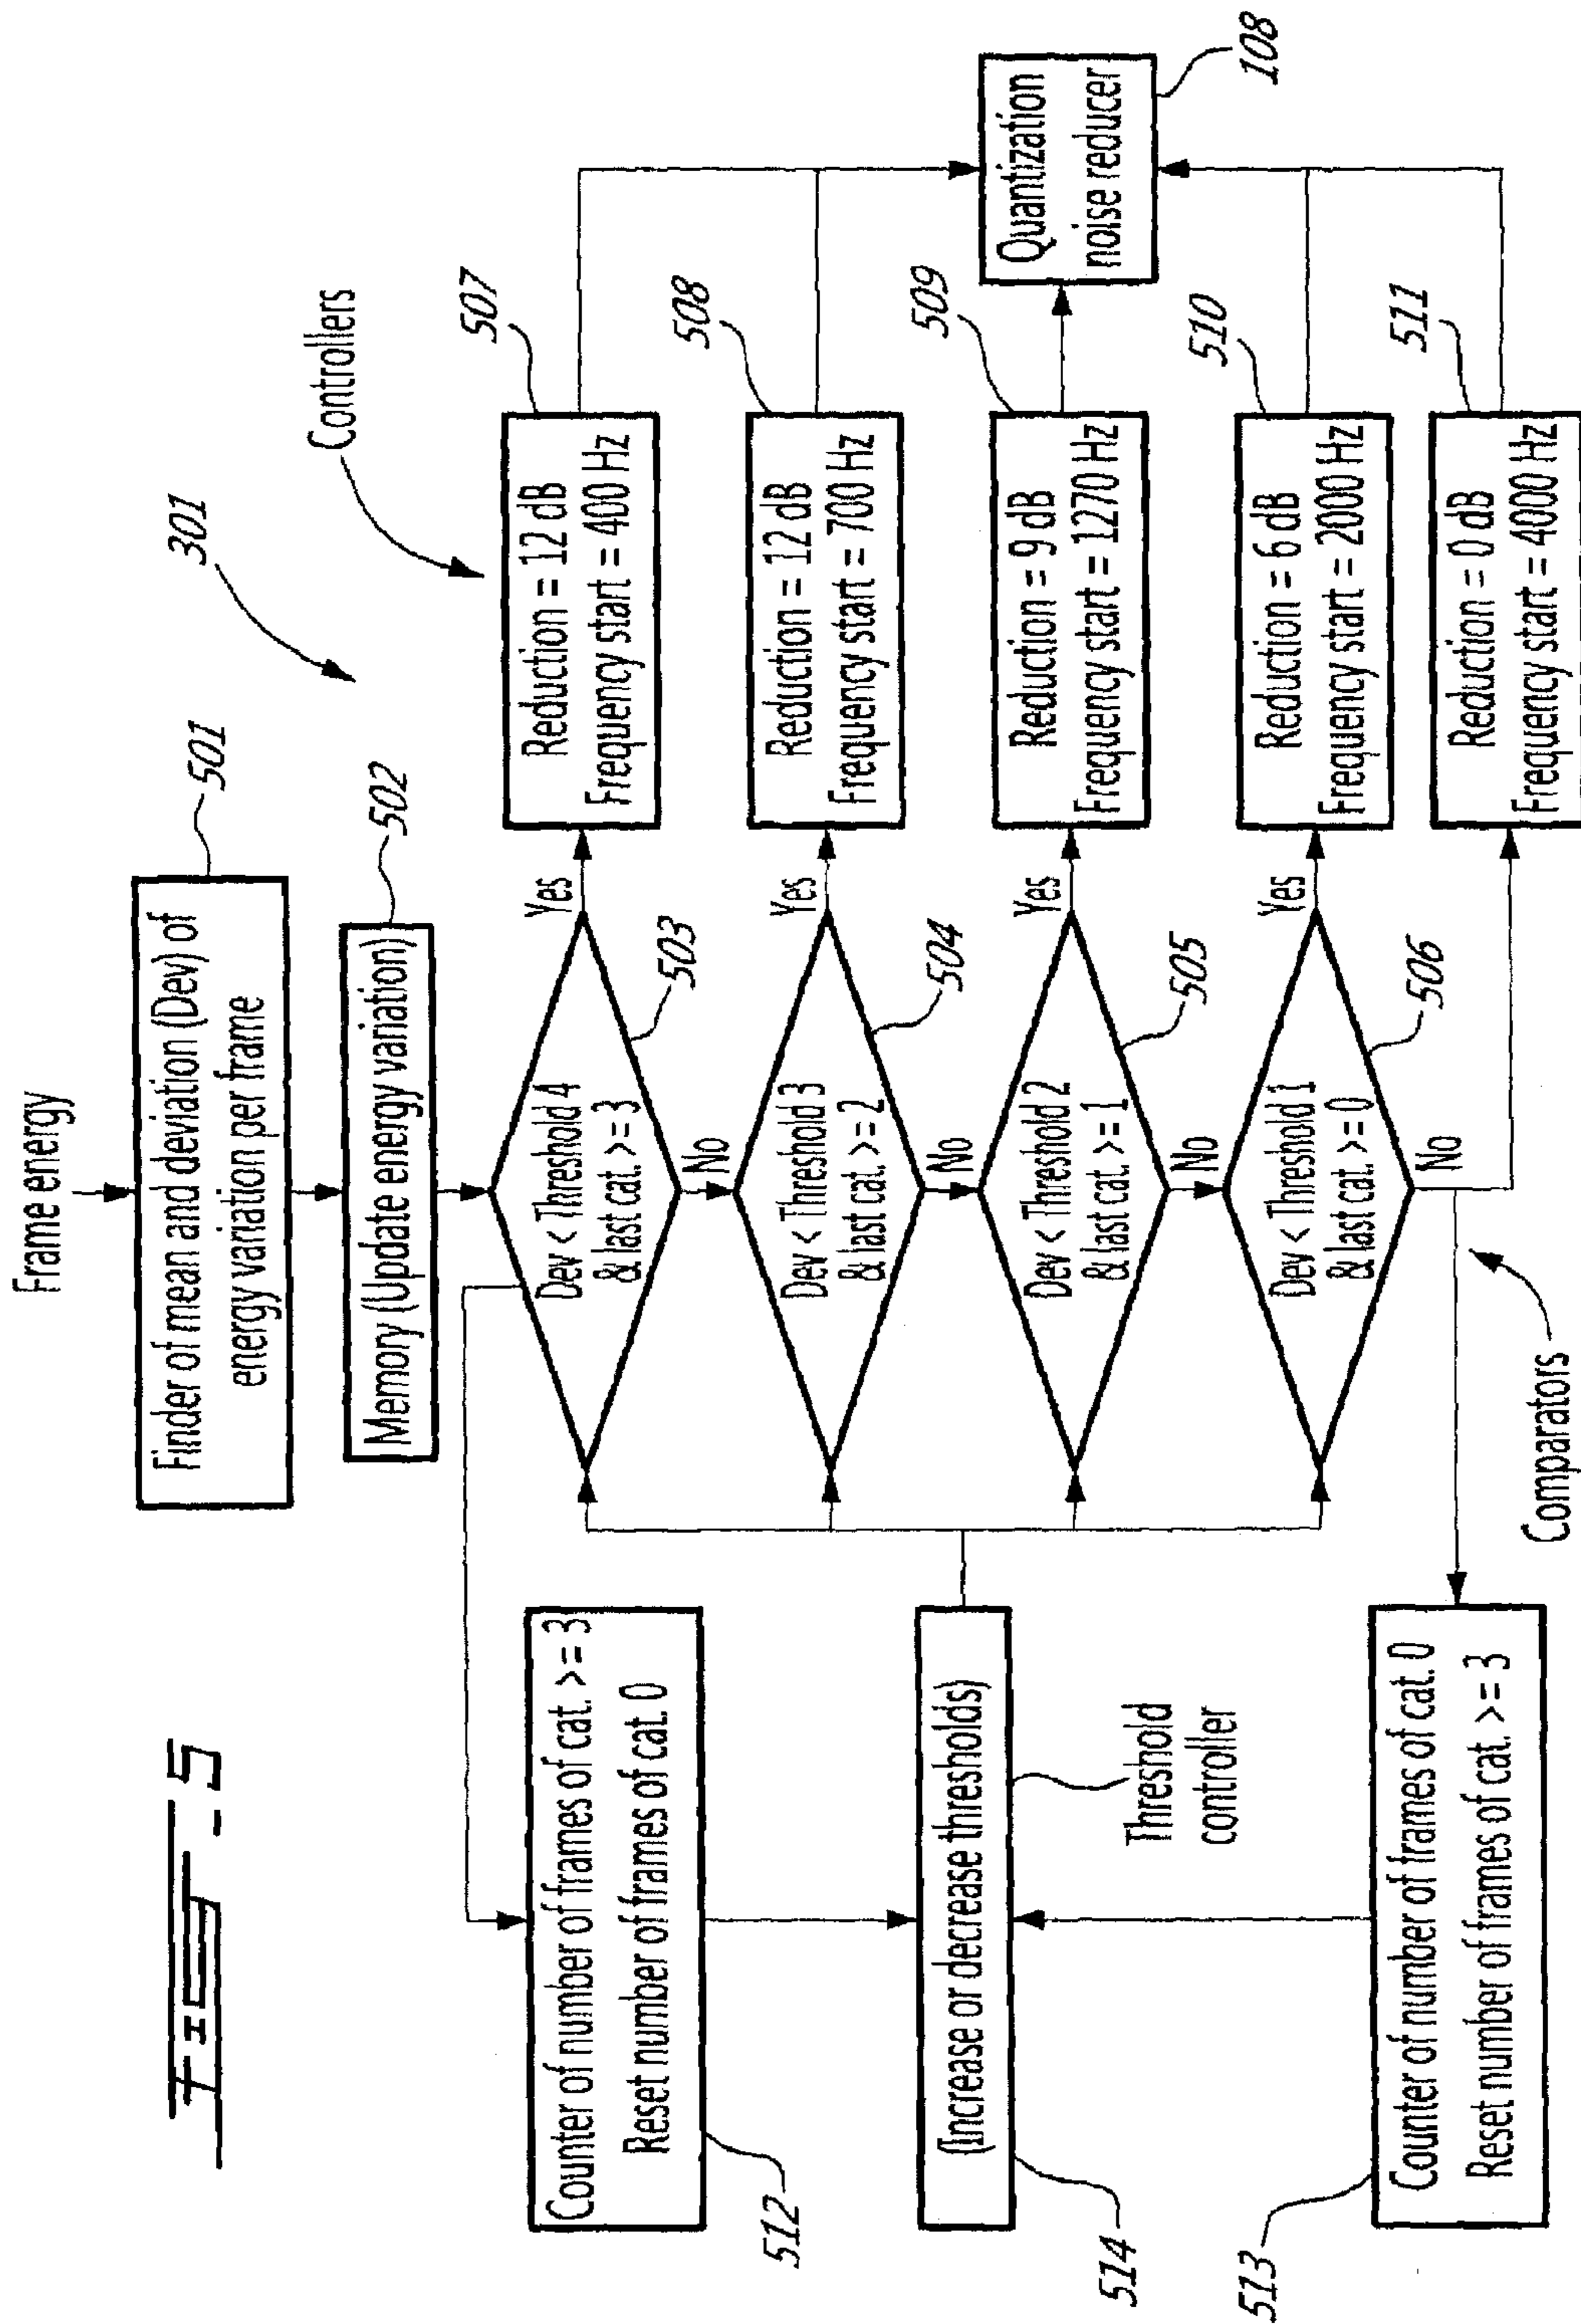 FIG. 5
Frame energy
Finder of mean and deviation (Dev) of
energy variation per frame
501
Memory (Update energy variation)
502
301
Controllers
Dev < Threshold 4
& last cat. >= 3
503
Yes
No
Reduction = 12 dB
Frequency start = 400 Hz
507
Dev < Threshold 3
& last cat. >= 2
504
Yes
No
Reduction = 12 dB
Frequency start = 700 Hz
508
Dev < Threshold 2
& last cat. >= 1
505
Yes
No
Reduction = 9 dB
Frequency start = 1270 Hz
509
Dev < Threshold 1
& last cat. >= 0
506
Yes
No
Reduction = 6 dB
Frequency start = 2000 Hz
510
Reduction = 0 dB
Frequency start = 4000 Hz
511
Quantization
noise reducer
108
Counter of number of frames of cat. >= 3
Reset number of frames of cat. 0
512
(Increase or decrease thresholds)
514
Threshold
controller
Counter of number of frames of cat. 0
Reset number of frames of cat. >= 3
513
Comparators